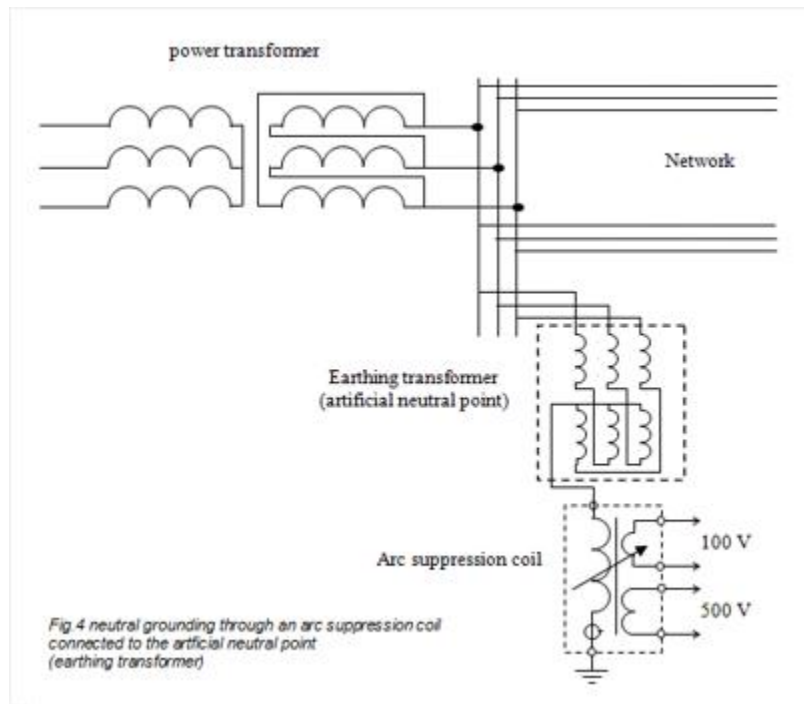 power transformer
Network
Earthing transformer
(artificial neutral point)
Arc suppression coil
100 V
500 V
Fig.4 neutral grounding through an arc suppression coil
connected to the artficial neutral point
(earthing transformer)